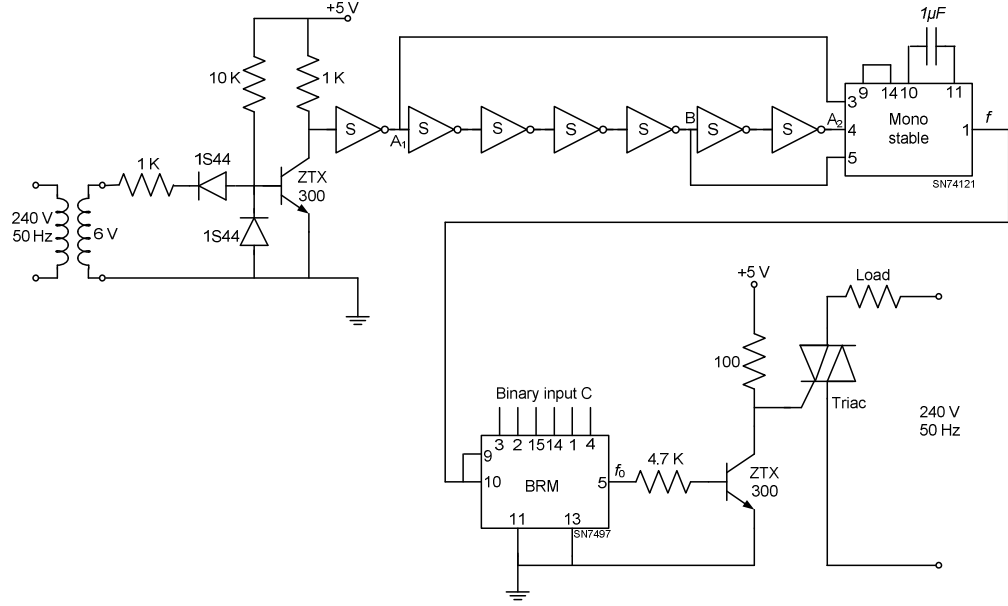 +5 V
10 K
1 K
1µF
S
S
S
S
S
S
S
A1
B
A2
9
14
10
11
3
4
5
Mono
stable
1
f
SN74121
1 K
1S44
ZTX
300
1S44
240 V
50 Hz
6 V
+5 V
Load
100
Triac
240 V
50 Hz
Binary input C
3
2
15
14
1
4
9
10
BRM
5
f0
4.7 K
ZTX
300
11
13
SN7497